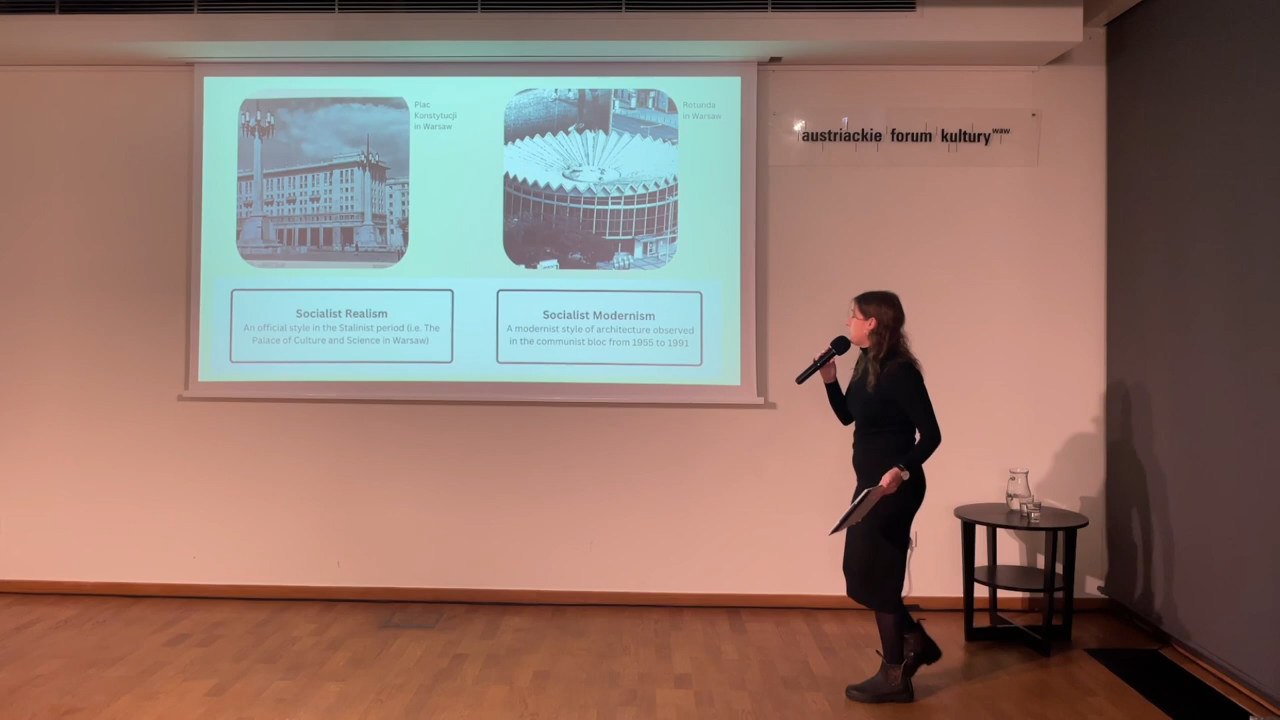 Plac
Konstytucji
in Warsaw
Rotunda
in Warsaw
Socialist Realism
An official style in the Stalinist period (i.e. The
Palace of Culture and Science in Warsaw)
Socialist Modernism
A modernist style of architecture observed
in the communist bloc from 1955 to 1991
austriackie forum kultury waw